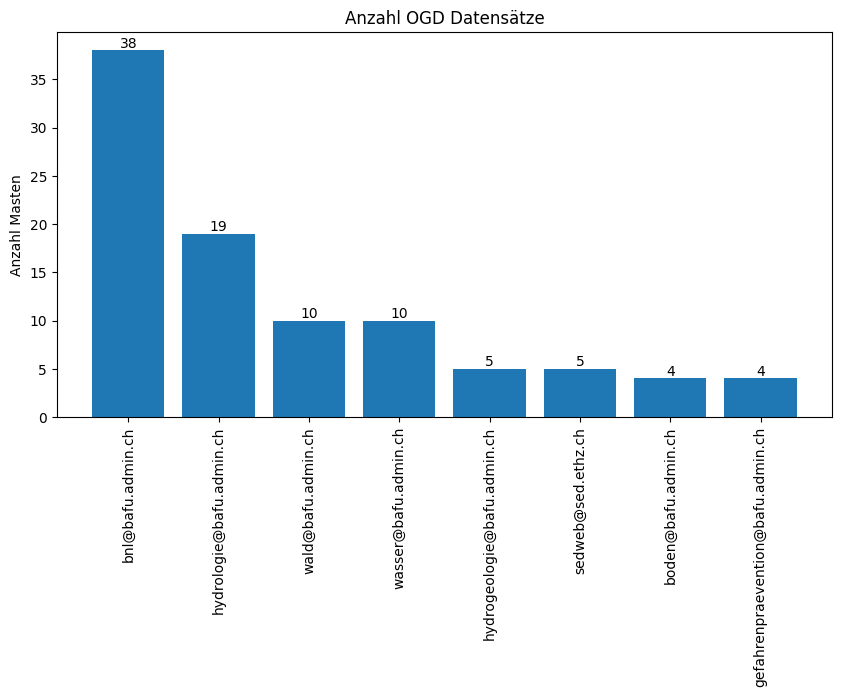 Anzahl OGD Datensätze
Anzahl Masten
35
30
25
20
15
10
5
0
38
19
10
10
5
5
4
4
bnl@bafu.admin.ch
hydrologie@bafu.admin.ch
wald@bafu.admin.ch
wasser@bafu.admin.ch
hydrogeologie@bafu.admin.ch
sedweb@sed.ethz.ch
boden@bafu.admin.ch
gefahrenpraevention@bafu.admin.ch